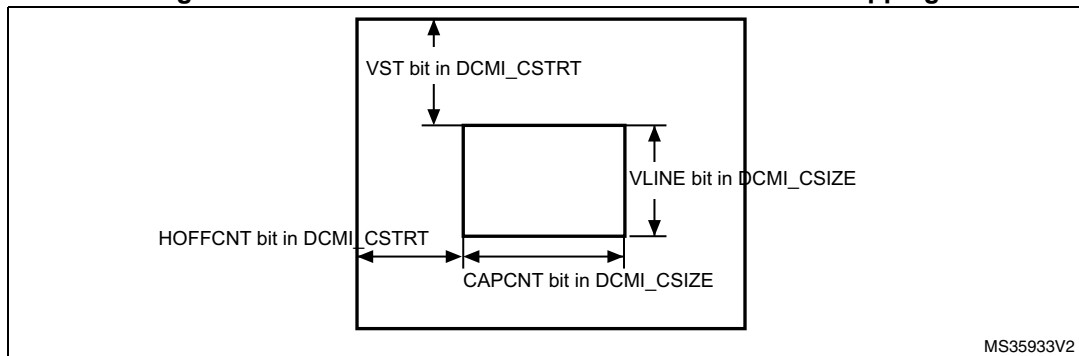 VST bit in DCMI_CSTRT
VLINE bit in DCMI_CSIZE
HOFFCNT bit in DCMI_CSTRT
CAPCNT bit in DCMI_CSIZE
MS35933V2